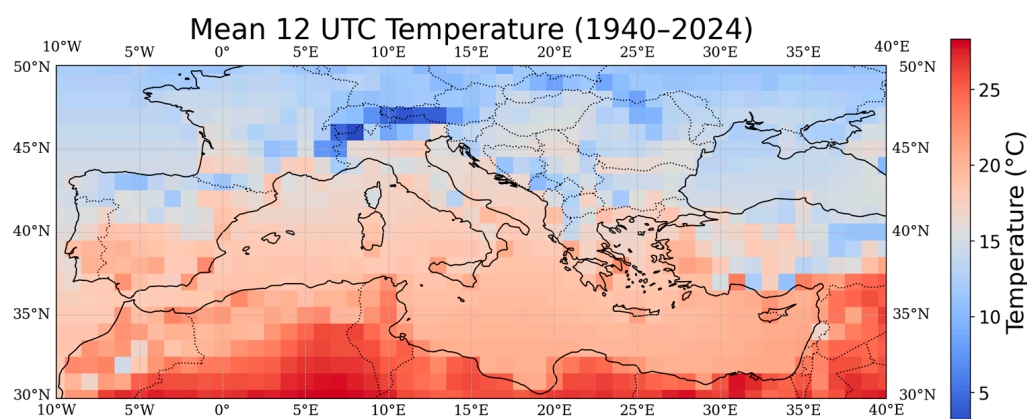 Mean 12 UTC Temperature (1940–2024)
10°W 5°W 0° 5°E 10°E 15°E 20°E 25°E 30°E 35°E 40°E
50°N 50°N
45°N 45°N
40°N 40°N
35°N 35°N
30°N 30°N
10°W 5°W 0° 5°E 10°E 15°E 20°E 25°E 30°E 35°E 40°E
25
20
15
10
5
Temperature (°C)